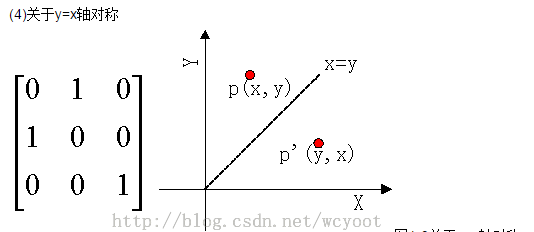 (4)关于y=x轴对称
Y
x=y
p(x,y)
0 1 0
1 0 0
0 0 1
p'(y,x)
X
http://blog.csdn.net/wcyoot